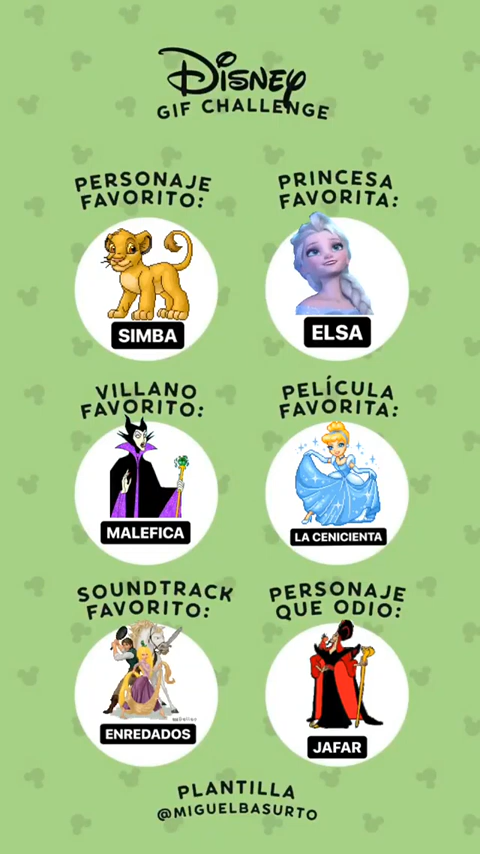 Disney
GIF CHALLENGE
PERSONAJE
FAVORITO:
PRINCESA
FAVORITA:
SIMBA
ELSA
VILLANO
FAVORITO:
PELÍCULA
FAVORITA:
MALEFICA
LA CENICIENTA
SOUNDTRACK
FAVORITO:
PERSONAJE
QUE ODIO:
ENREDADOS
JAFAR
PLANTILLA
@MIGUELBASURTO